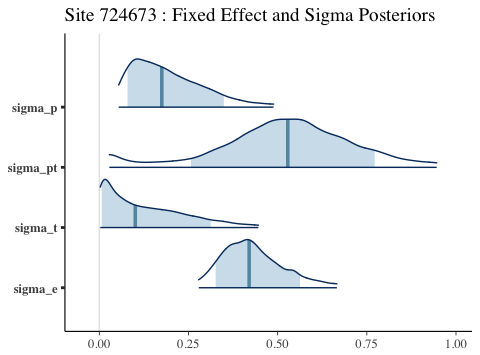 Site 724673 : Fixed Effect and Sigma Posteriors
sigma_p
sigma_pt
sigma_t
sigma_e
0.00 0.25 0.50 0.75 1.00